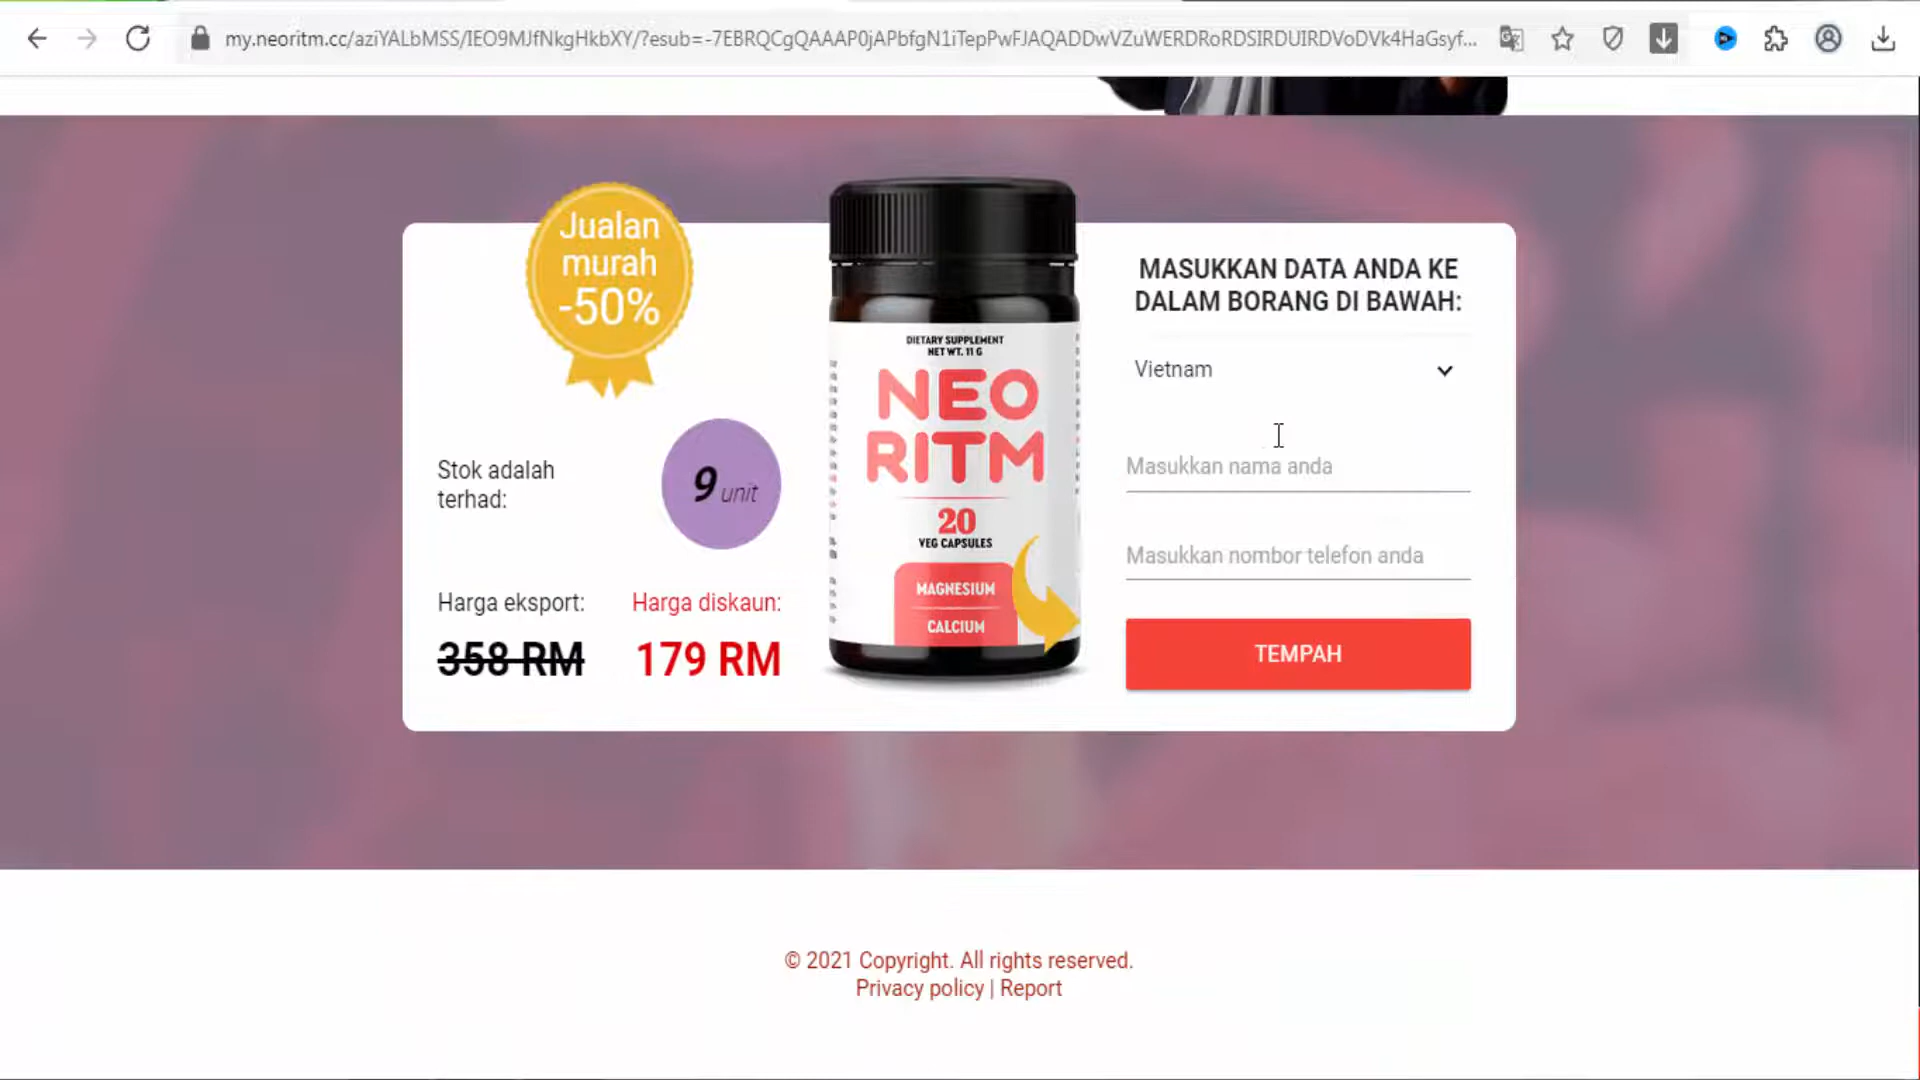 my.neoritm.cc/aziYALbMSS/IEO9MJfNkgHkbXY/?esub=-7EBRQCgQAAAP0jAPbfgN1iTepPwFJAQADDwVZuWERDRoRDSIRDUIRDVoDVk4HaGsyf...
Jualan
murah
-50%
Stok adalah
terhad:
9 unit
Harga eksport:
358 RM
Harga diskaun:
179 RM
DIETARY SUPPLEMENT
NET WT. 11 G
NEO
RITM
20
VEG CAPSULES
MAGNESIUM
CALCIUM
MASUKKAN DATA ANDA KE
DALAM BORANG DI BAWAH:
Vietnam
Masukkan nama anda
Masukkan nombor telefon anda
TEMPAH
© 2021 Copyright. All rights reserved.
Privacy policy | Report